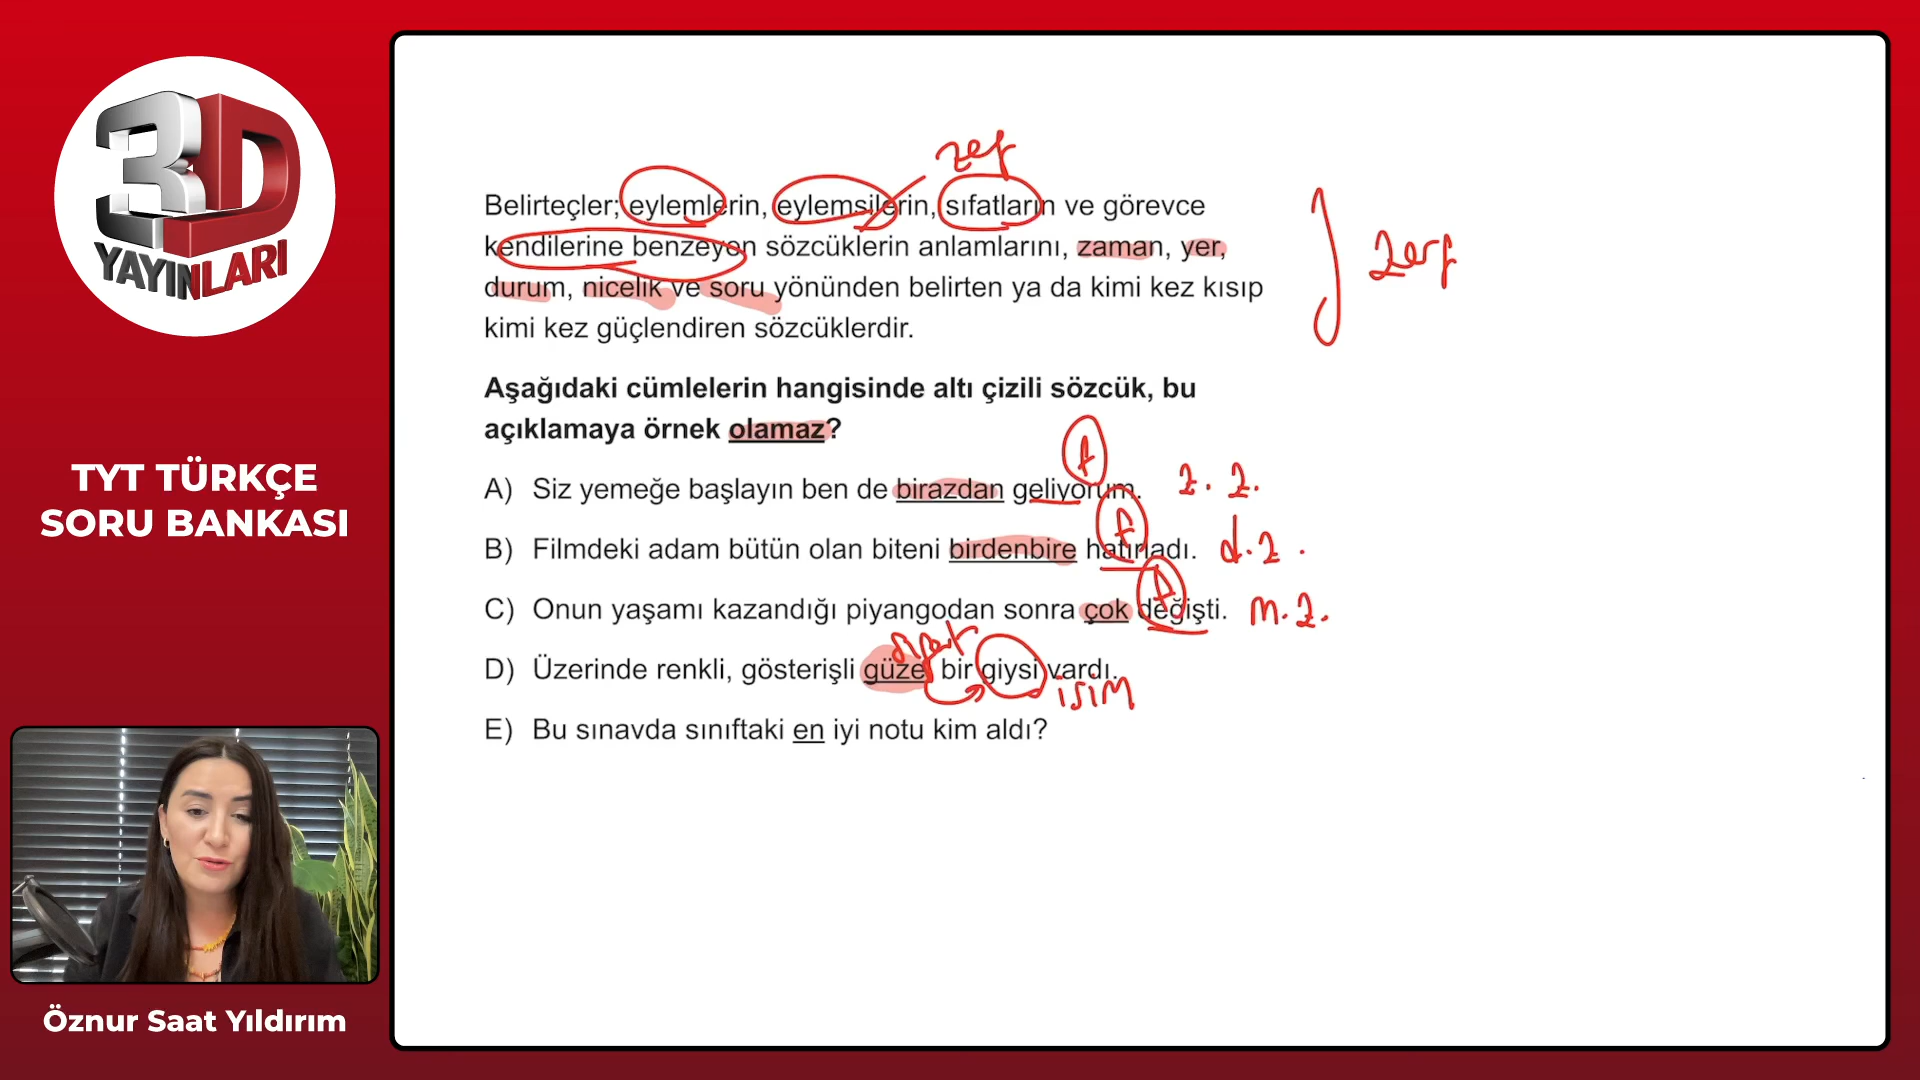 3D
YAYINLARI
TYT TÜRKÇE
SORU BANKASI
Öznur Saat Yıldırım
zerf
Belirteçler; eylemlerin, eylemsilerin, sıfatların ve görevce
kendilerine benzeyen sözcüklerin anlamlarını, zaman, yer,
durum, nicelik ve soru yönünden belirten ya da kimi kez kısıp
kimi kez güçlendiren sözcüklerdir.
zerf
Aşağıdaki cümlelerin hangisinde altı çizili sözcük, bu
açıklamaya örnek olamaz?
A) Siz yemeğe başlayın ben de birazdan geliyorum. z. z.
f
B) Filmdeki adam bütün olan biteni birdenbire hatırladı. d. z.
f
C) Onun yaşamı kazandığı piyangodan sonra çok değişti. m. z.
f
sıfat
D) Üzerinde renkli, gösterişli güzel bir giysi vardı.
isim
E) Bu sınavda sınıftaki en iyi notu kim aldı?